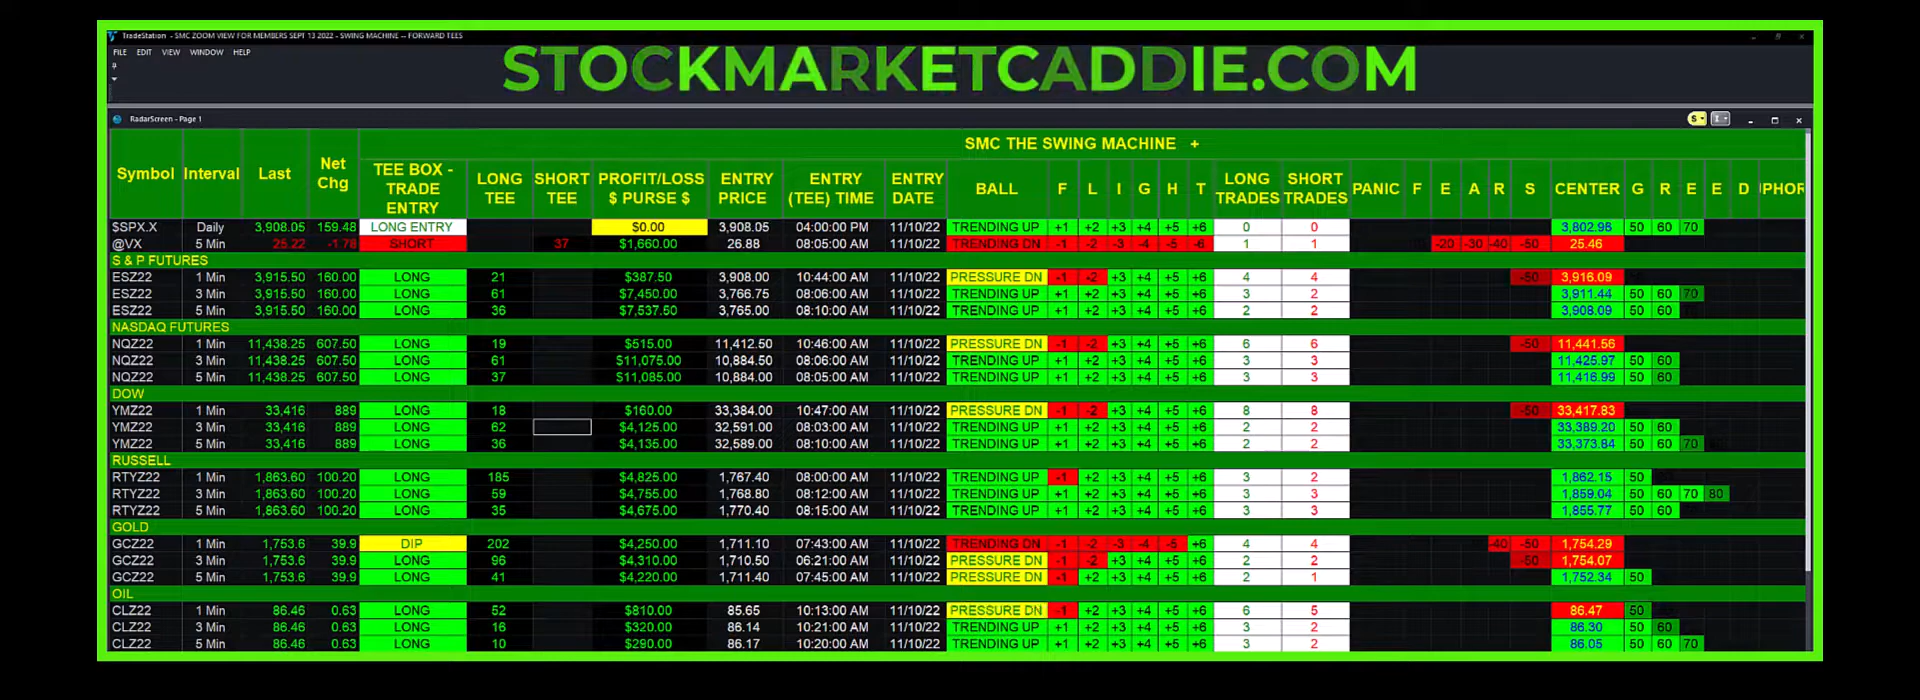 TradeStation - SMC ZOOM VIEW FOR MEMBERS SEPT 13 2022 - SWING MACHINE -- FORWARD TEES
FILE EDIT VIEW WINDOW HELP
STOCKMARKETCADDIE.COM
RadarScreen - Page 1
SMC THE SWING MACHINE +
Symbol Interval Last Net Chg TEE BOX - TRADE ENTRY LONG TEE SHORT TEE PROFIT/LOSS $ PURSE $ ENTRY PRICE ENTRY (TEE) TIME ENTRY DATE BALL F L I G H T LONG TRADES SHORT TRADES PANIC F E A R S CENTER G R E E D
$SPX.X Daily 3,908.05 159.48 LONG ENTRY $0.00 3,908.05 04:00:00 PM 11/10/22 TRENDING UP +1 +2 +3 +4 +5 +6 0 0 3,802.96 50 60 70
@VX 5 Min 25.22 -1.78 SHORT 37 $1,660.00 26.88 08:05:00 AM 11/10/22 TRENDING DN -1 -2 -3 -4 -5 -6 1 1 -20 -30 -40 -50 25.46
S & P FUTURES
ESZ22 1 Min 3,915.50 160.00 LONG 21 $387.50 3,908.00 10:44:00 AM 11/10/22 PRESSURE DN -1 -2 +3 +4 +5 +6 4 4 -50 3,916.09
ESZ22 3 Min 3,915.50 160.00 LONG 61 $7,450.00 3,766.75 08:06:00 AM 11/10/22 TRENDING UP +1 +2 +3 +4 +5 +6 3 2 3,911.44 50 60 70
ESZ22 5 Min 3,915.50 160.00 LONG 36 $7,537.50 3,765.00 08:10:00 AM 11/10/22 TRENDING UP +1 +2 +3 +4 +5 +6 2 2 3,908.09 50 60
NASDAQ FUTURES
NQZ22 1 Min 11,438.25 607.50 LONG 19 $515.00 11,412.50 10:46:00 AM 11/10/22 PRESSURE DN -1 -2 +3 +4 +5 +6 6 6 -50 11,441.56
NQZ22 3 Min 11,438.25 607.50 LONG 61 $11,075.00 10,884.50 08:06:00 AM 11/10/22 TRENDING UP +1 +2 +3 +4 +5 +6 3 3 11,425.97 50 60
NQZ22 5 Min 11,438.25 607.50 LONG 37 $11,085.00 10,884.00 08:05:00 AM 11/10/22 TRENDING UP +1 +2 +3 +4 +5 +6 3 3 11,416.99 50 60
DOW
YMZ22 1 Min 33,416 889 LONG 18 $160.00 33,384.00 10:47:00 AM 11/10/22 PRESSURE DN -1 -2 +3 +4 +5 +6 8 8 -50 33,417.83
YMZ22 3 Min 33,416 889 LONG 62 $4,125.00 32,591.00 08:03:00 AM 11/10/22 TRENDING UP +1 +2 +3 +4 +5 +6 2 2 33,389.20 50 60
YMZ22 5 Min 33,416 889 LONG 36 $4,135.00 32,589.00 08:10:00 AM 11/10/22 TRENDING UP +1 +2 +3 +4 +5 +6 2 2 33,373.84 50 60 70
RUSSELL
RTYZ22 1 Min 1,863.60 100.20 LONG 185 $4,825.00 1,767.40 08:00:00 AM 11/10/22 TRENDING UP -1 +2 +3 +4 +5 +6 3 2 1,862.15 50
RTYZ22 3 Min 1,863.60 100.20 LONG 59 $4,755.00 1,768.80 08:12:00 AM 11/10/22 TRENDING UP +1 +2 +3 +4 +5 +6 3 3 1,859.04 50 60 70 80
RTYZ22 5 Min 1,863.60 100.20 LONG 35 $4,675.00 1,770.40 08:15:00 AM 11/10/22 TRENDING UP +1 +2 +3 +4 +5 +6 3 3 1,855.77 50 60
GOLD
GCZ22 1 Min 1,753.6 39.9 DIP 202 $4,250.00 1,711.10 07:43:00 AM 11/10/22 TRENDING DN -1 -2 -3 -4 -5 +6 4 4 -40 -50 1,754.29
GCZ22 3 Min 1,753.6 39.9 LONG 96 $4,310.00 1,710.50 06:21:00 AM 11/10/22 PRESSURE DN -1 -2 +3 +4 +5 +6 2 2 -50 1,754.07
GCZ22 5 Min 1,753.6 39.9 LONG 41 $4,220.00 1,711.40 07:45:00 AM 11/10/22 PRESSURE DN -1 +2 +3 +4 +5 +6 2 1 1,752.34 50
OIL
CLZ22 1 Min 86.46 0.63 LONG 52 $810.00 85.65 10:13:00 AM 11/10/22 PRESSURE DN -1 +2 +3 +4 +5 +6 6 5 86.47 50
CLZ22 3 Min 86.46 0.63 LONG 16 $320.00 86.14 10:21:00 AM 11/10/22 TRENDING UP +1 +2 +3 +4 +5 +6 3 2 86.30 50 60
CLZ22 5 Min 86.46 0.63 LONG 10 $290.00 86.17 10:20:00 AM 11/10/22 TRENDING UP +1 +2 +3 +4 +5 +6 3 2 86.05 50 60 70